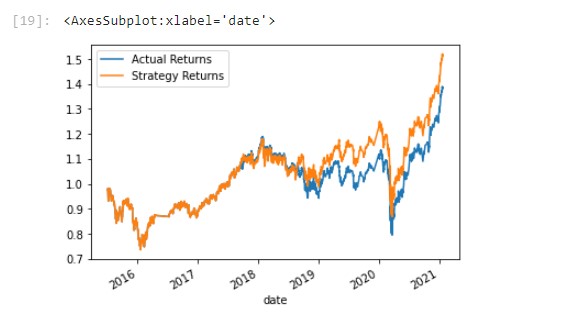 [19]: <AxesSubplot:xlabel='date'>
Actual Returns
Strategy Returns
1.5
1.4
1.3
1.2
1.1
1.0
0.9
0.8
0.7
2016 2017 2018 2019 2020 2021
date